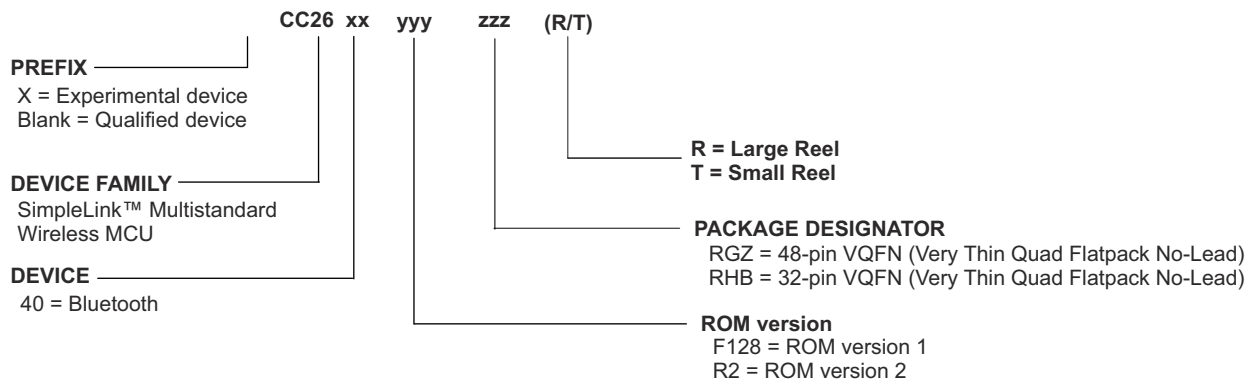 CC26 xx yyy zzz (R/T)
PREFIX
X = Experimental device
Blank = Qualified device
R = Large Reel
T = Small Reel
DEVICE FAMILY
SimpleLink™ Multistandard
Wireless MCU
PACKAGE DESIGNATOR
RGZ = 48-pin VQFN (Very Thin Quad Flatpack No-Lead)
RHB = 32-pin VQFN (Very Thin Quad Flatpack No-Lead)
DEVICE
40 = Bluetooth
ROM version
F128 = ROM version 1
R2 = ROM version 2